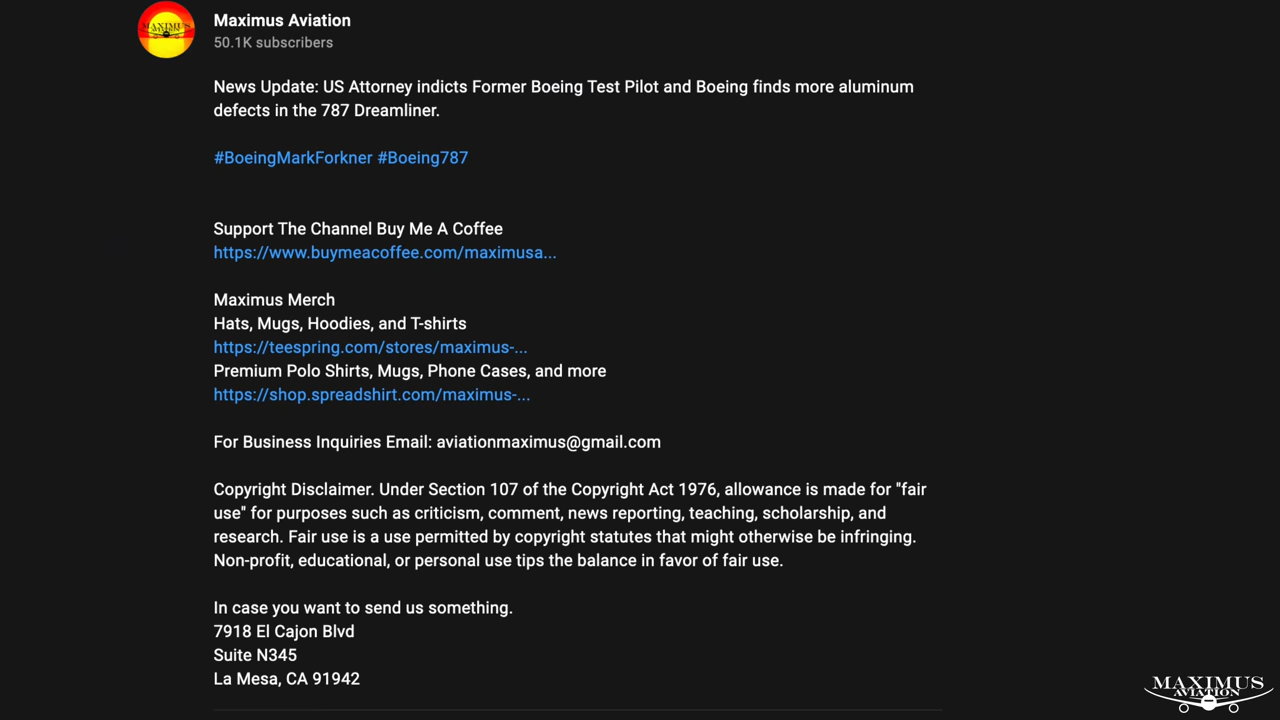 MAXIMUS
AVIATION
Maximus Aviation
50.1K subscribers
News Update: US Attorney indicts Former Boeing Test Pilot and Boeing finds more aluminum
defects in the 787 Dreamliner.
#BoeingMarkForkner #Boeing787
Support The Channel Buy Me A Coffee
https://www.buymeacoffee.com/maximusa...
Maximus Merch
Hats, Mugs, Hoodies, and T-shirts
https://teespring.com/stores/maximus-...
Premium Polo Shirts, Mugs, Phone Cases, and more
https://shop.spreadshirt.com/maximus-...
For Business Inquiries Email: aviationmaximus@gmail.com
Copyright Disclaimer. Under Section 107 of the Copyright Act 1976, allowance is made for "fair
use" for purposes such as criticism, comment, news reporting, teaching, scholarship, and
research. Fair use is a use permitted by copyright statutes that might otherwise be infringing.
Non-profit, educational, or personal use tips the balance in favor of fair use.
In case you want to send us something.
7918 El Cajon Blvd
Suite N345
La Mesa, CA 91942
MAXIMUS
AVIATION